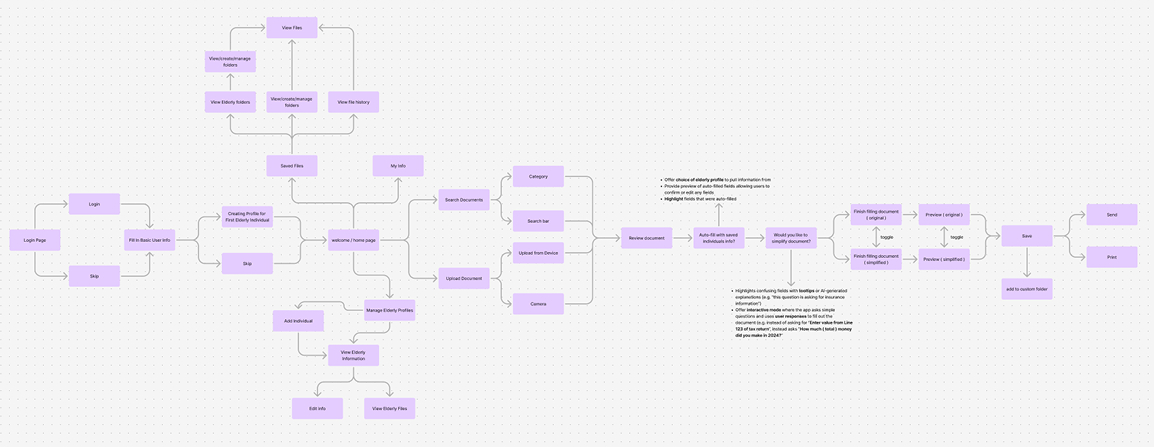 View Files
View/create/manage
folders
View Elderly folders
View/create/manage
folders
View file history
Saved Files
My Info
Login Page
Login
Skip
Fill In Basic User Info
Creating Profile for
First Elderly Individual
Skip
welcome / home page
Manage Elderly Profiles
Add Individual
View Elderly
Information
Edit Info
View Elderly Files
Search Documents
Upload Document
Category
Search bar
Upload from Device
Camera
Review document
• Offer choice of elderly profile to pull information from
• Provide preview of auto-filled fields allowing users to
confirm or edit any fields
• Highlight fields that were auto-filled
Auto-fill with saved
individuals info?
Would you like to
simplify document?
• Highlights confusing fields with tooltips or AI-generated
explanations (e.g. "this question is asking for insurance
information")
• Offer interactive mode where the app asks simple
questions and uses user responses to fill out the
document (e.g. instead of asking for "Enter value from Line
123 of tax return", instead asks "How much ( total ) money
did you make in 2024?"
Finish filling document
( original )
toggle
Finish filling document
( simplified )
Preview ( original )
toggle
Preview ( simplified )
Save
add to custom folder
Send
Print